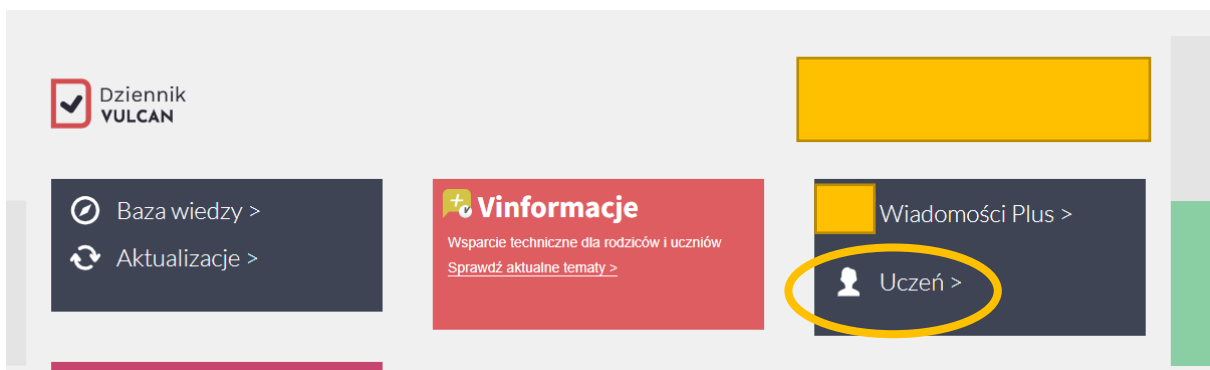 Dziennik
VULCAN
Baza wiedzy >
Aktualizacje >
Vinformacje
Wsparcie techniczne dla rodziców i uczniów
Sprawdź aktualne tematy >
Wiadomości Plus >
Uczeń >